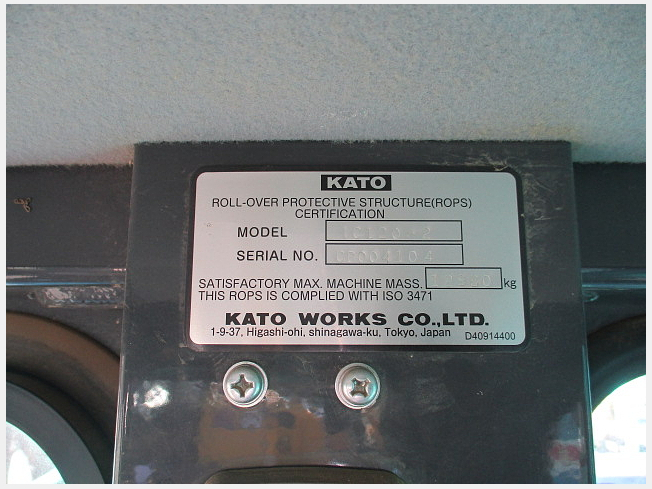 KATO
ROLL-OVER PROTECTIVE STRUCTURE(ROPS)
CERTIFICATION
MODEL
SERIAL NO.
SATISFACTORY MAX. MACHINE MASS. kg
THIS ROPS IS COMPLIED WITH ISO 3471
KATO WORKS CO.,LTD.
1-9-37, Higashi-ohi, shinagawa-ku, Tokyo, Japan D40914400